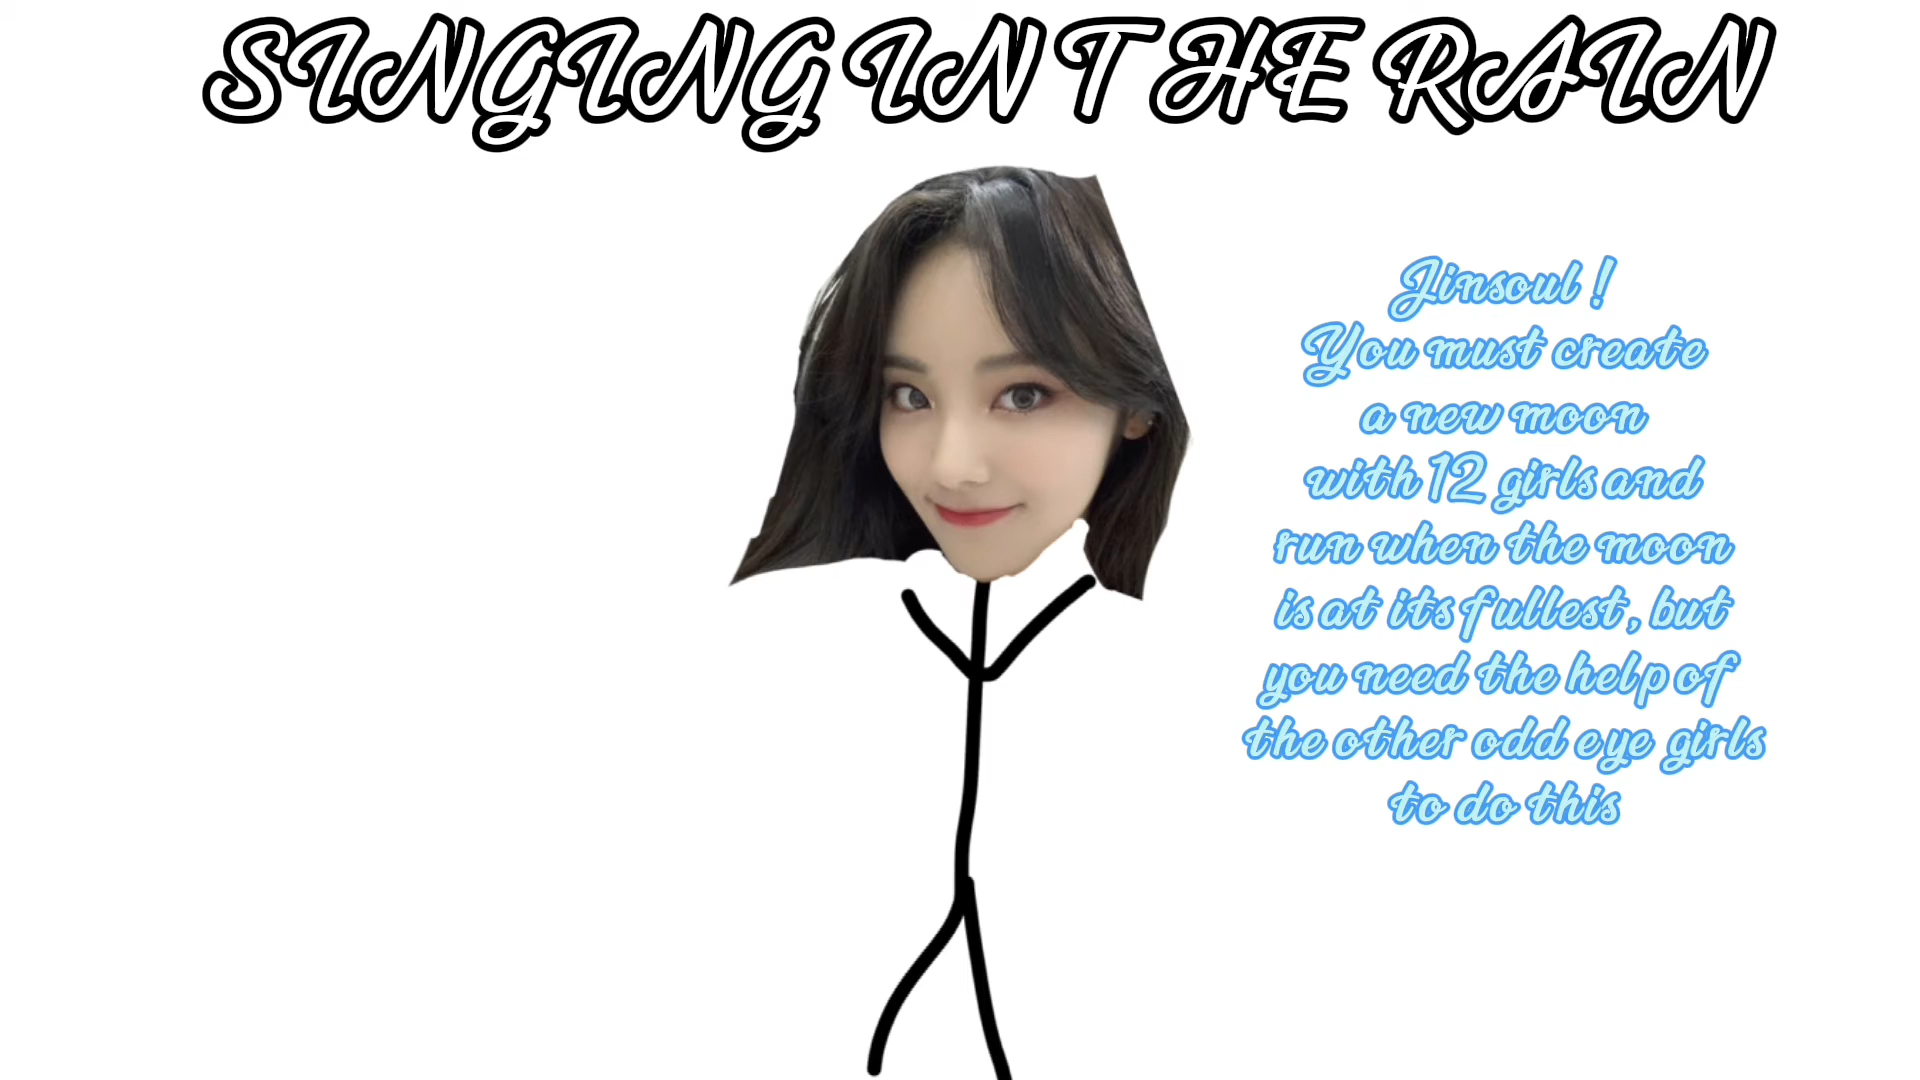 SINGING IN THE RAIN
Jinsoul !
You must create
a new moon
with 12 girls and
run when the moon
is at its fullest, but
you need the help of
the other odd eye girls
to do this